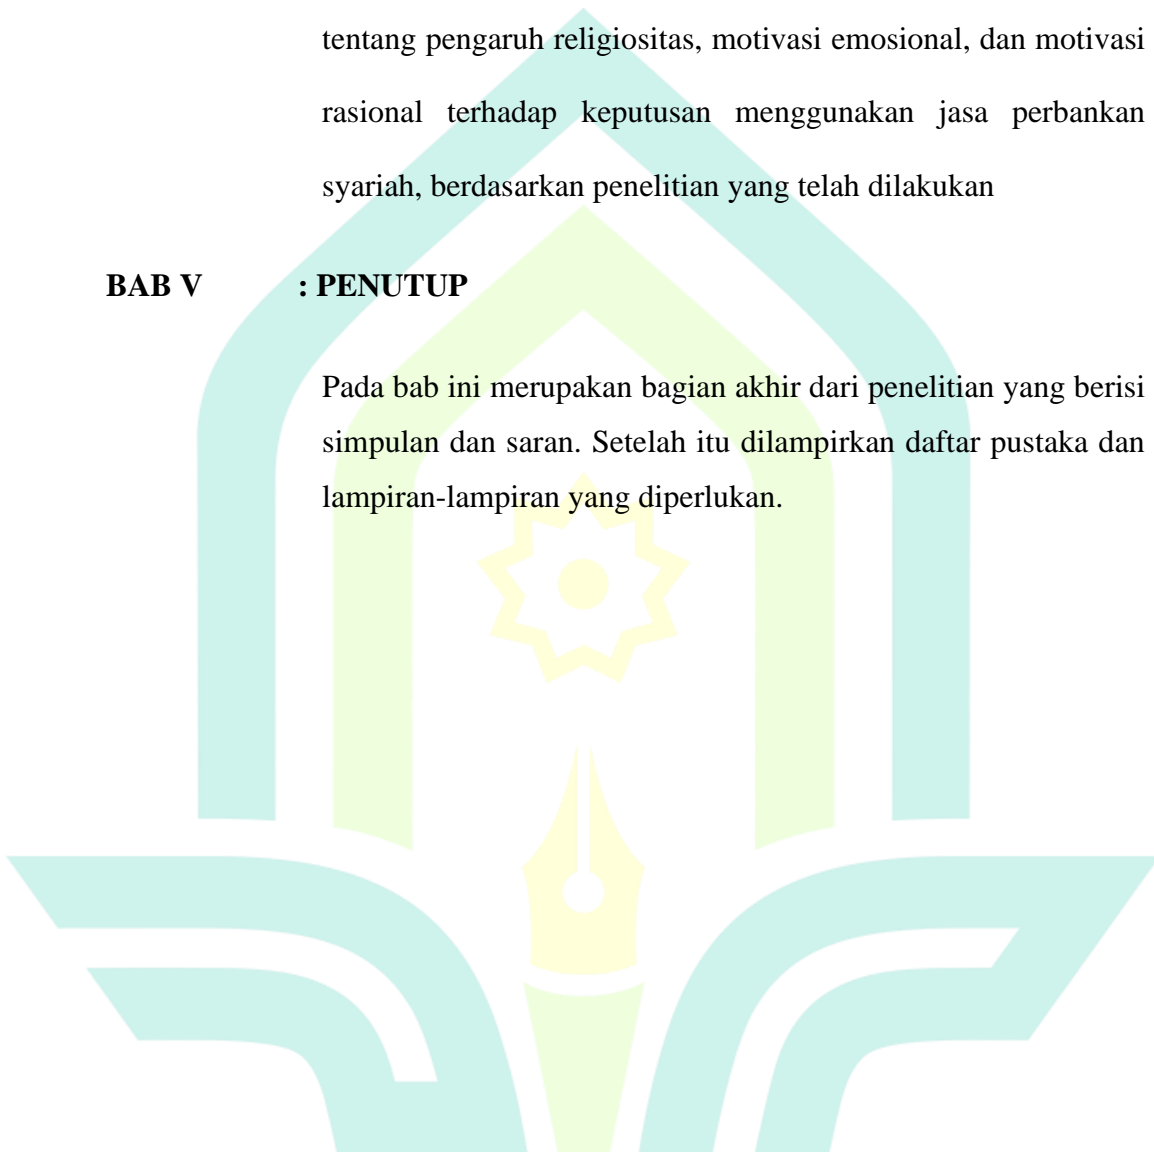 tentang pengaruh religiositas, motivasi emosional, dan motivasi
rasional terhadap keputusan menggunakan jasa perbankan
syariah, berdasarkan penelitian yang telah dilakukan
BAB V : PENUTUP
Pada bab ini merupakan bagian akhir dari penelitian yang berisi
simpulan dan saran. Setelah itu dilampirkan daftar pustaka dan
lampiran-lampiran yang diperlukan.